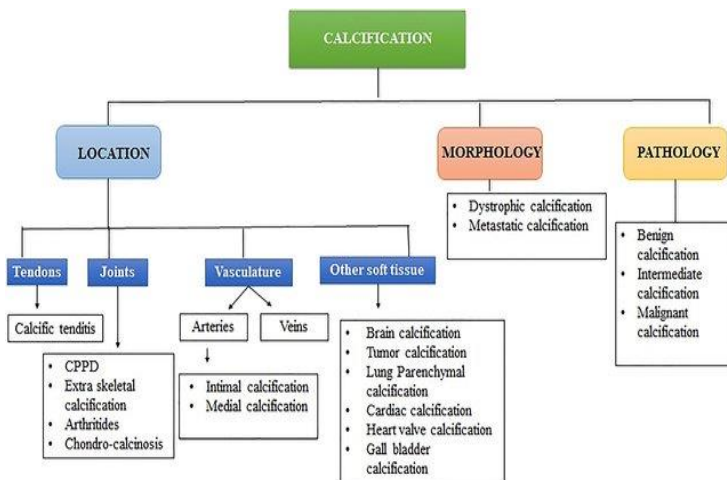 CALCIFICATION
LOCATION
MORPHOLOGY
PATHOLOGY
• Dystrophic calcification
• Metastatic calcification
• Benign
calcification
• Intermediate
calcification
• Malignant
calcification
Tendons
Joints
Vasculature
Other soft tissue
Calcific tenditis
• CPPD
• Extra skeletal
calcification
• Arthritides
• Chondro-calcinosis
Arteries
Veins
• Intimal calcification
• Medial calcification
• Brain calcification
• Tumor calcification
• Lung Parenchymal
calcification
• Cardiac calcification
• Heart valve calcification
• Gall bladder
calcification